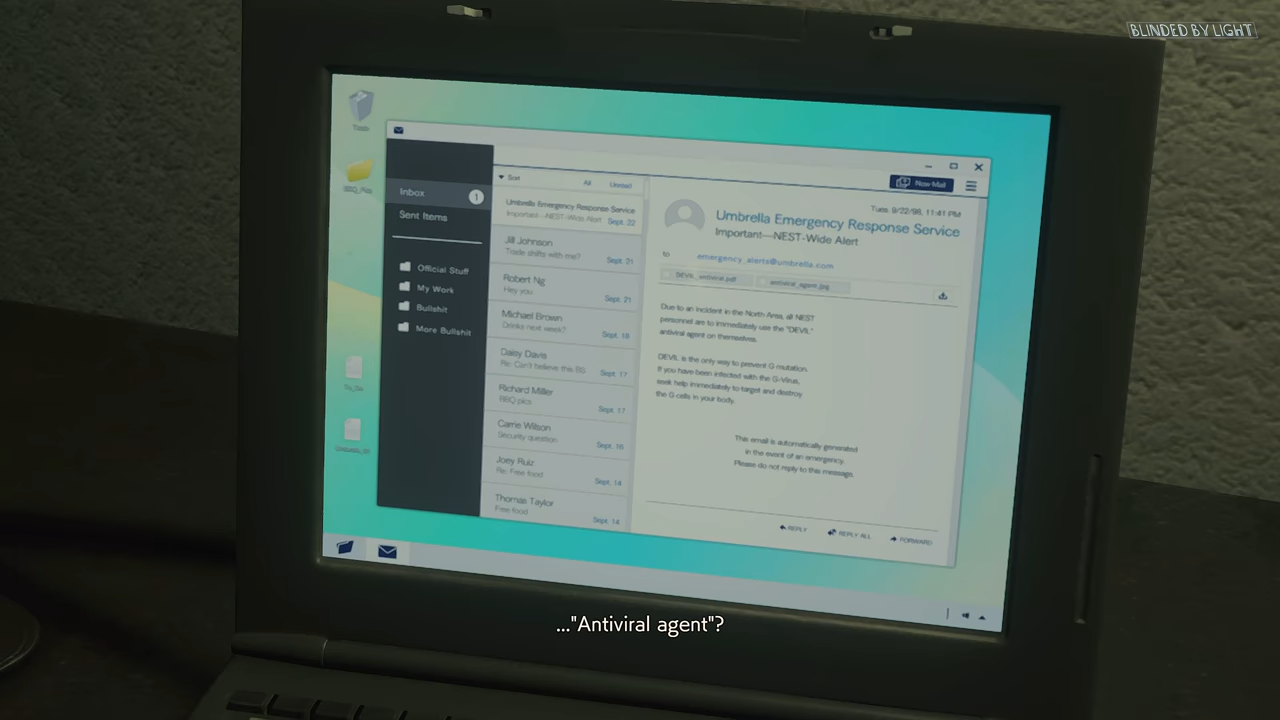 BLINDED BY LIGHT
Trash
BBQ_Pics
Inbox
1
Sent Items
Official Stuff
My Work
Bullshit
More Bullshit
Sort
All
Unread
Umbrella Emergency Response Service
Important—NEST-Wide Alert
Sept. 22
Jill Johnson
Trade shifts with me?
Sept. 21
Robert Ng
Hey you
Sept. 21
Michael Brown
Drinks next week?
Sept. 18
Daisy Davis
Re: Can't believe this BS
Sept. 17
Richard Miller
BBQ pics
Sept. 17
Carrie Wilson
Security question
Sept. 16
Joey Ruiz
Re: Free food
Sept. 14
Thomas Taylor
Free food
Sept. 14
New Mail
Tues. 9/22/98, 11:41 PM
Umbrella Emergency Response Service
Important—NEST-Wide Alert
to emergency_alerts@umbrella.com
DEVIL_antiviral.pdf
antiviral_agent.jpg
Due to an incident in the North Area, all NEST
personnel are to immediately use the "DEVIL"
antiviral agent on themselves.
DEVIL is the only way to prevent G mutation.
If you have been infected with the G-Virus,
seek help immediately to target and destroy
the G cells in your body.
This email is automatically generated
in the event of an emergency.
Please do not reply to this message.
REPLY
REPLY ALL
FORWARD
..."Antiviral agent"?